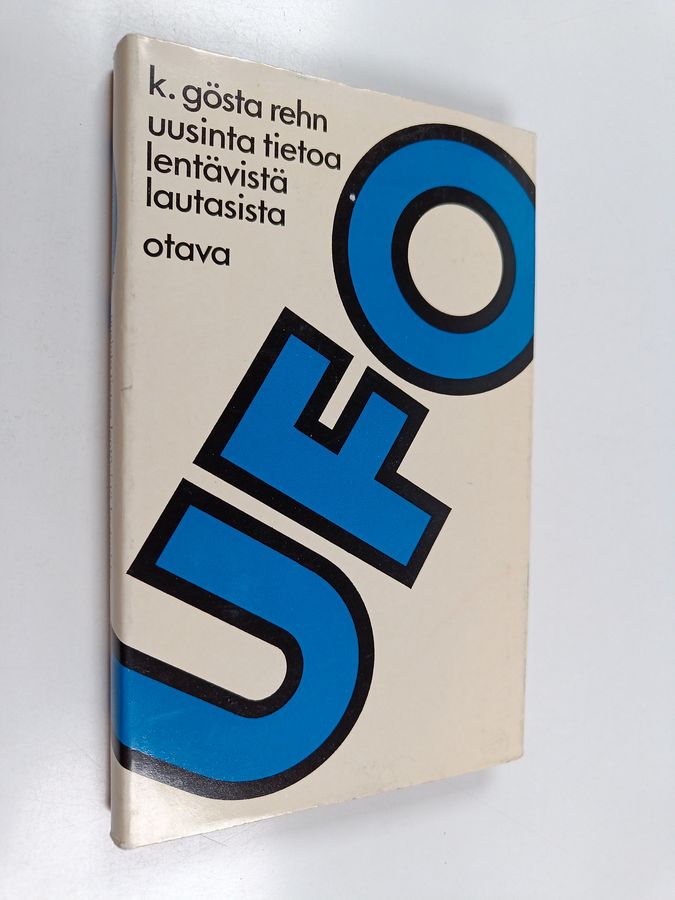 k. gösta rehn
uusinta tietoa
lentävistä
lautasista
otava
UFO